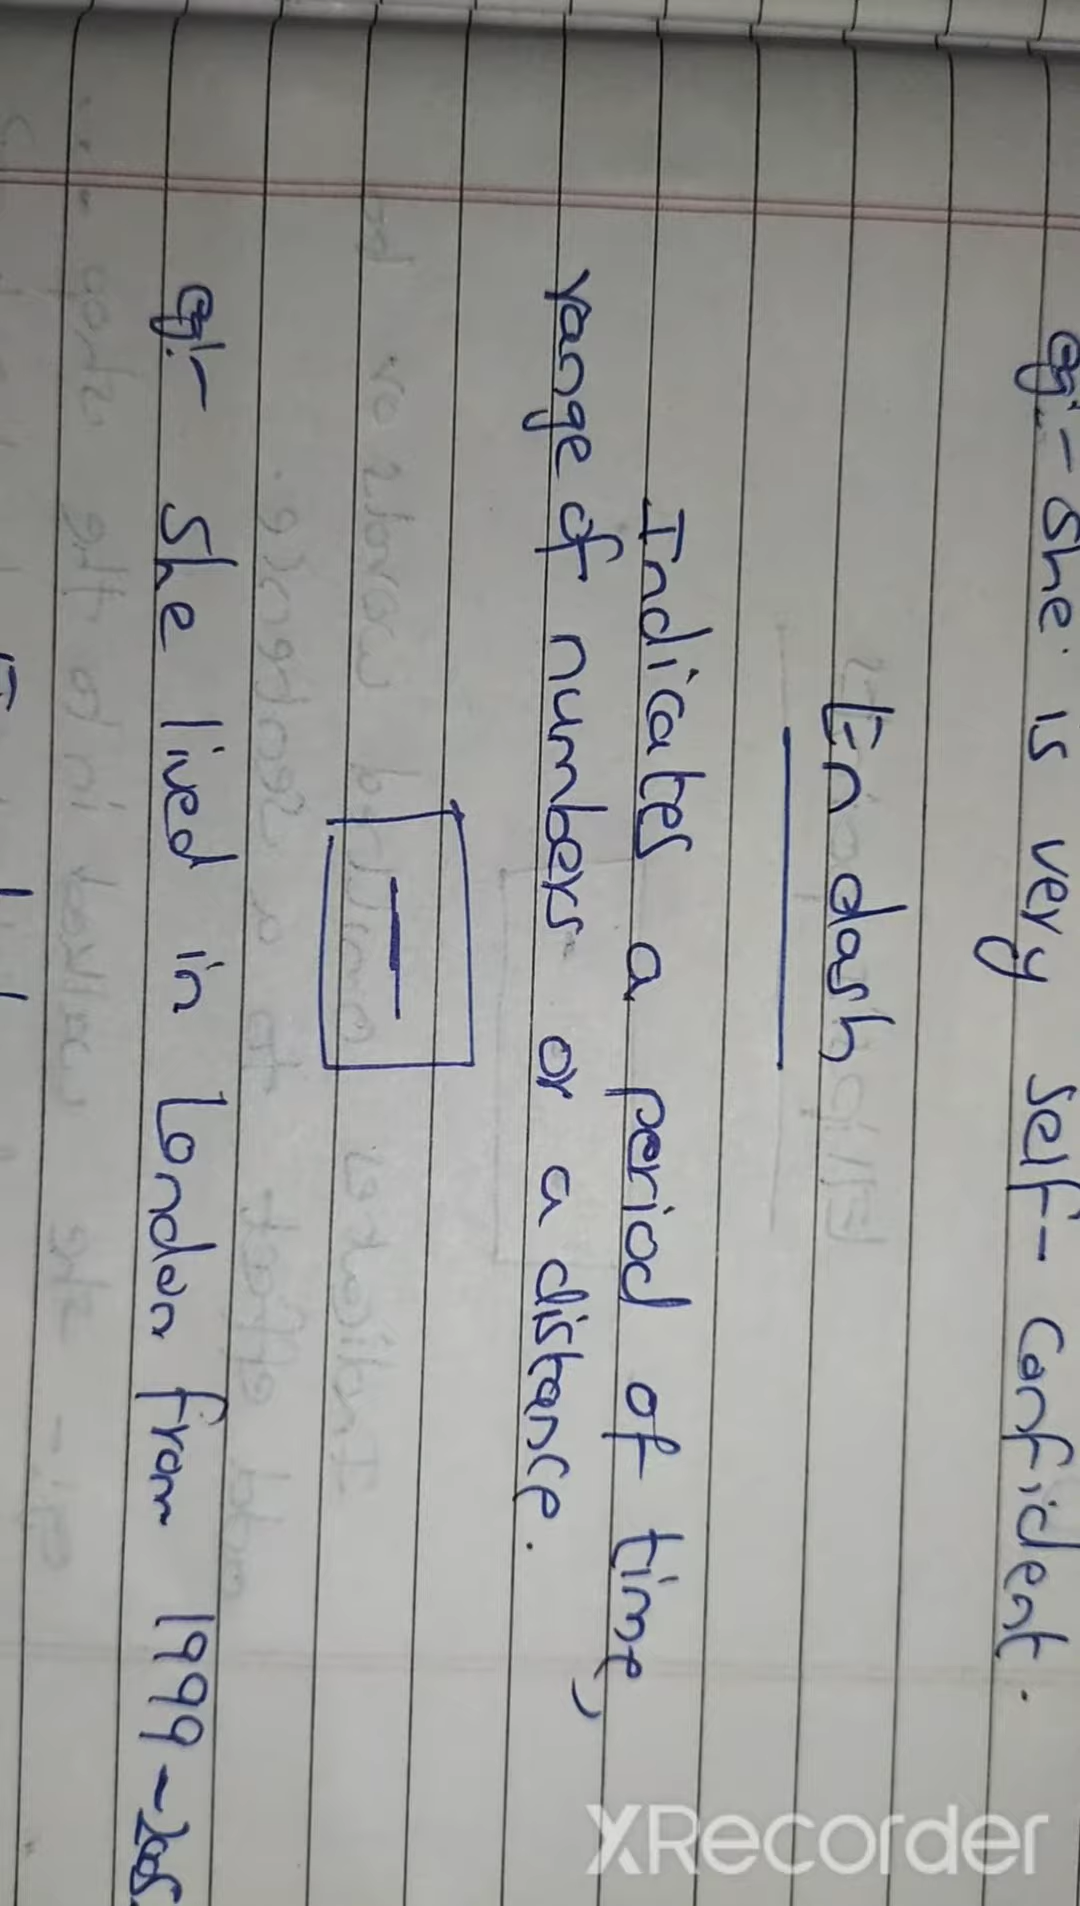 eg:- She is very self-confident.
En dash
Indicates a period of time,
range of numbers or a distance.
–
eg:- She lived in London from 1999-2005.
XRecorder